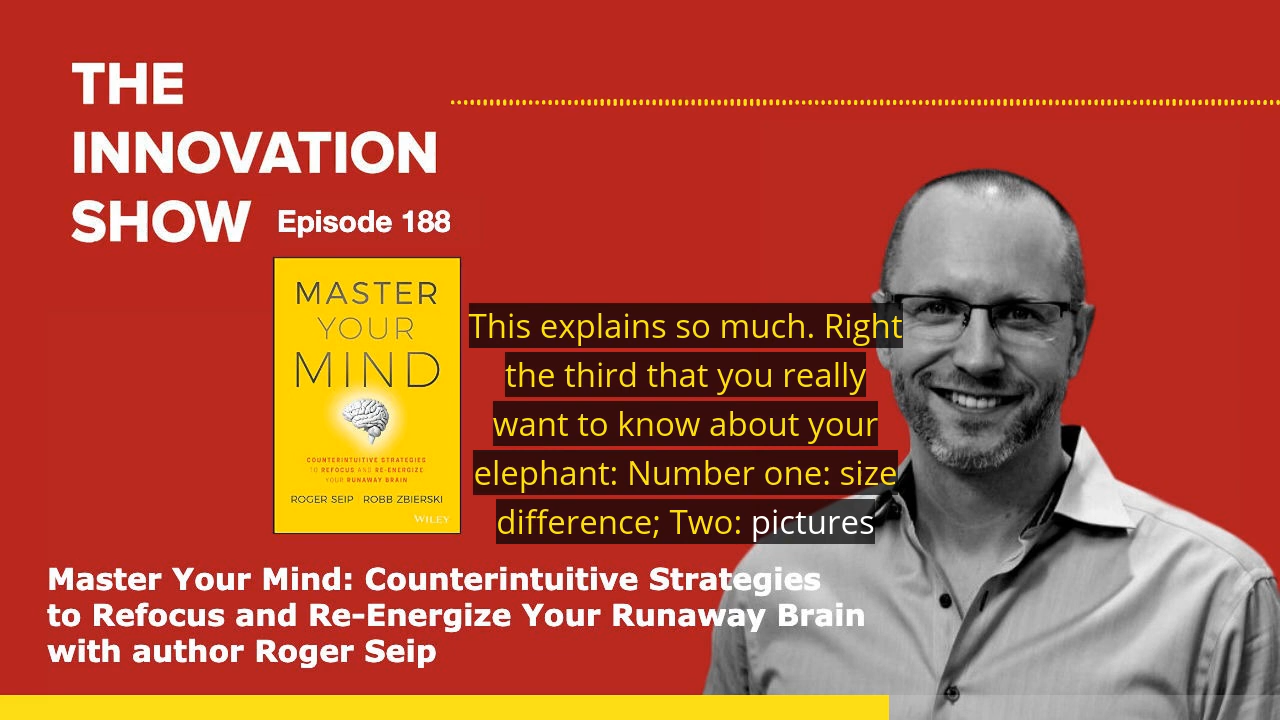 THE
INNOVATION
SHOW
Episode 188
MASTER
YOUR
MIND
COUNTERINTUITIVE STRATEGIES
TO REFOCUS AND RE-ENERGIZE
YOUR RUNAWAY BRAIN
ROGER SEIP | ROBB ZBIERSKI
WILEY
This explains so much. Right
the third that you really
want to know about your
elephant: Number one: size
difference; Two: pictures
Master Your Mind: Counterintuitive Strategies
to Refocus and Re-Energize Your Runaway Brain
with author Roger Seip